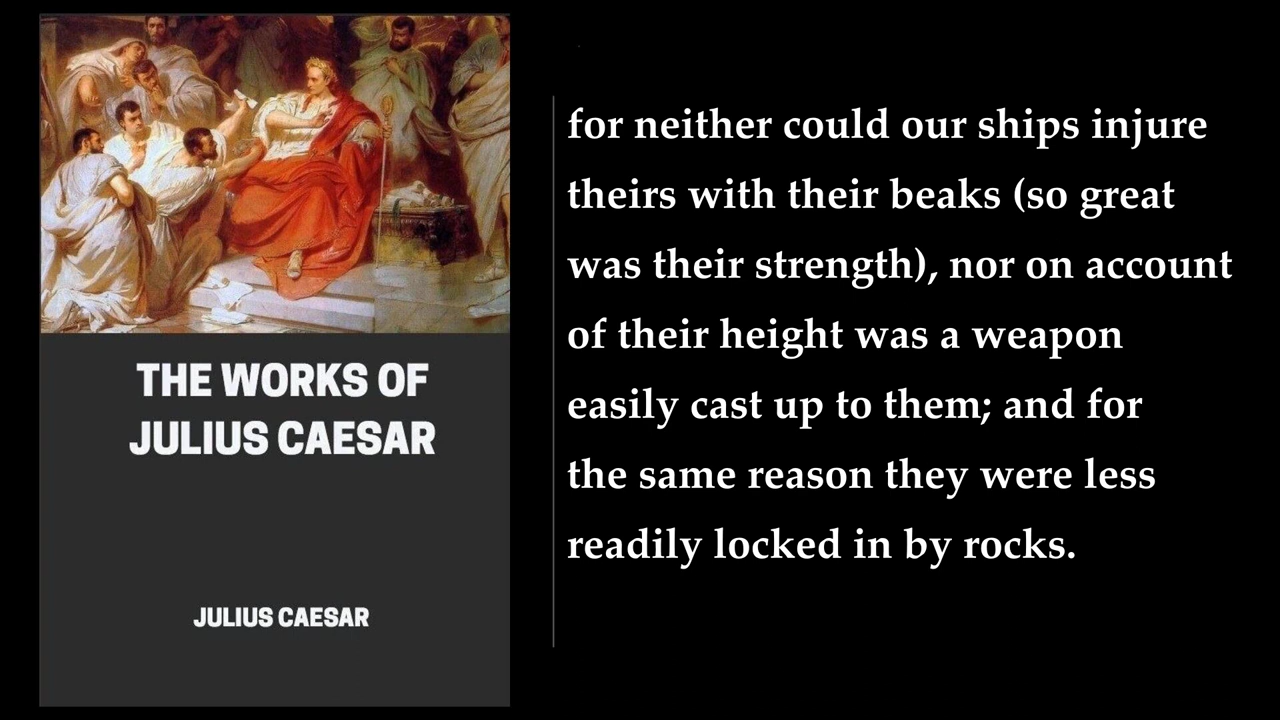 THE WORKS OF
JULIUS CAESAR
JULIUS CAESAR
for neither could our ships injure
theirs with their beaks (so great
was their strength), nor on account
of their height was a weapon
easily cast up to them; and for
the same reason they were less
readily locked in by rocks.